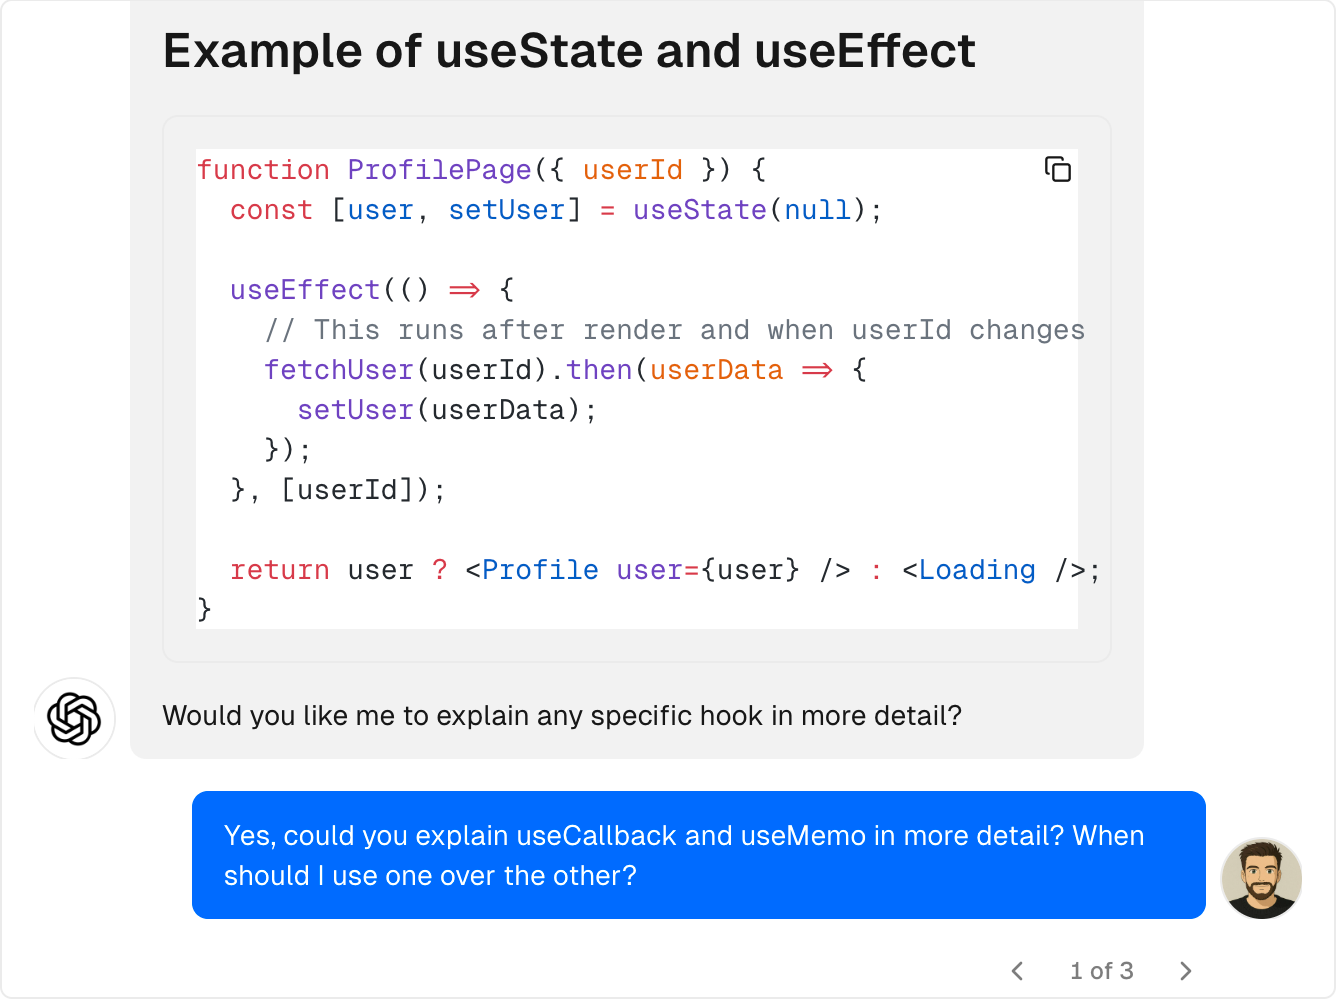 Example of useState and useEffect
function ProfilePage({ userId }) {
  const [user, setUser] = useState(null);

  useEffect(() => {
    // This runs after render and when userId changes
    fetchUser(userId).then(userData => {
      setUser(userData);
    });
  }, [userId]);

  return user ? <Profile user={user} /> : <Loading />;
}
Would you like me to explain any specific hook in more detail?
Yes, could you explain useCallback and useMemo in more detail? When
should I use one over the other?
1 of 3